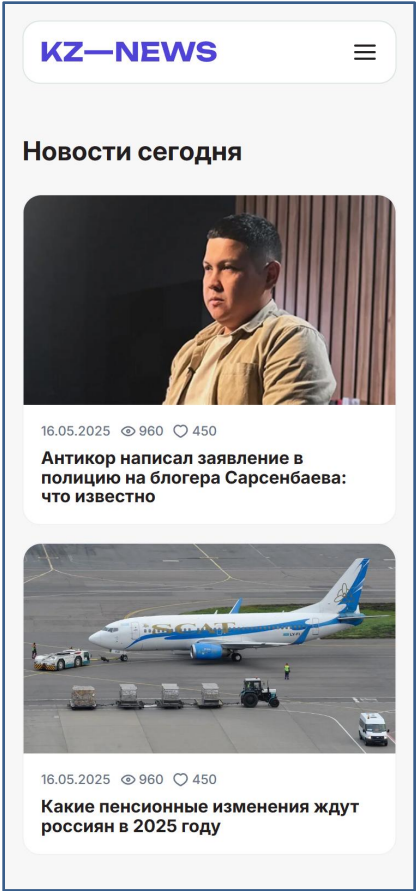 KZ—NEWS
Новости сегодня
16.05.2025 960 450
Антикор написал заявление в
полицию на блогера Сарсенбаева:
что известно
SCAT
16.05.2025 960 450
Какие пенсионные изменения ждут
россиян в 2025 году